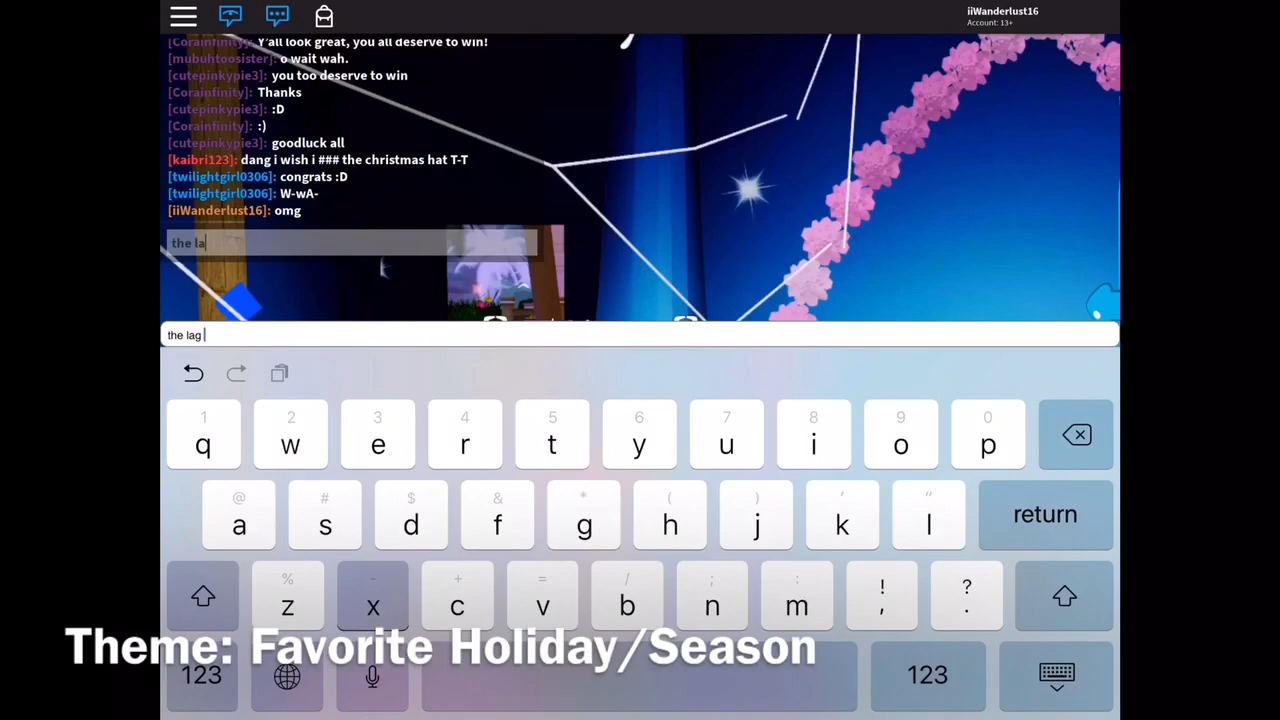 iiWanderlust16
Account: 13+
[Corainfinity]: Y'all look great, you all deserve to win!
[mubuhtoosister]: o wait wah.
[cutepinkypie3]: you too deserve to win
[Corainfinity]: Thanks
[cutepinkypie3]: :D
[Corainfinity]: :)
[cutepinkypie3]: goodluck all
[kaibri123]: dang i wish i ### the christmas hat T-T
[twilightgirl0306]: congrats :D
[twilightgirl0306]: W-wA-
[iiWanderlust16]: omg
the la
the lag
1 2 3 4 5 6 7 8 9 0
q w e r t y u i o p
@ # $ & * ( ) ' "
a s d f g h j k l return
% - + = / ; : ! ?
z x c v b n m , .
Theme: Favorite Holiday/Season
123 123